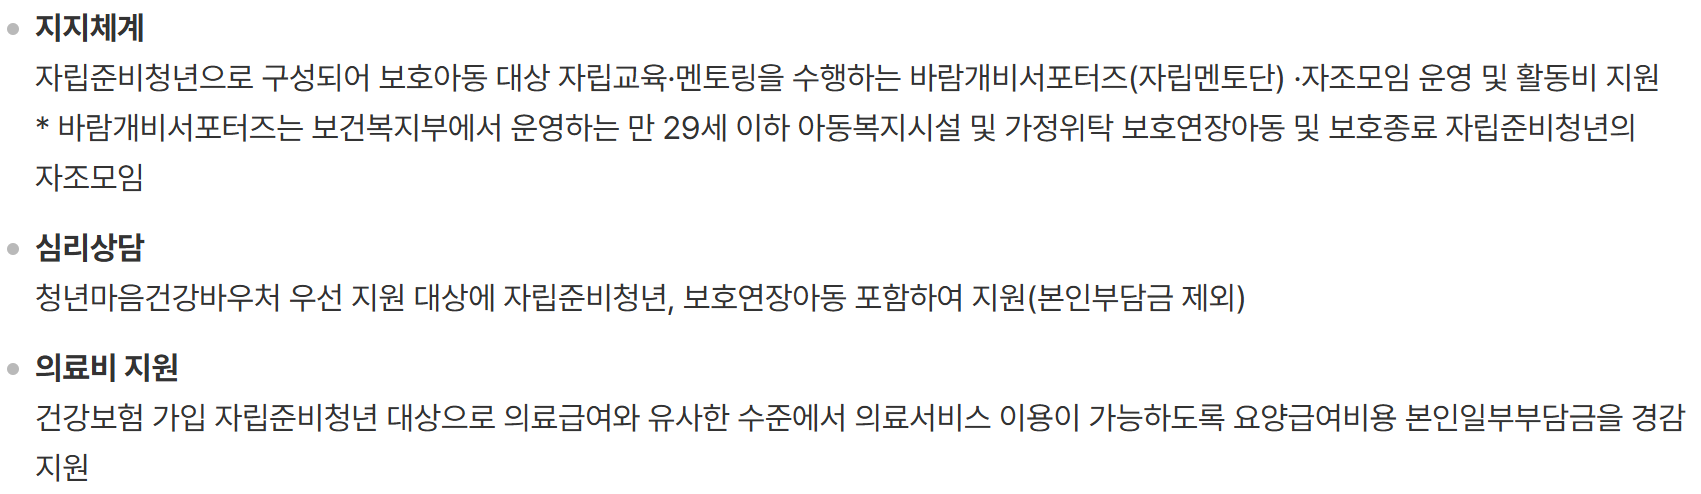 지지체계
자립준비청년으로 구성되어 보호아동 대상 자립교육·멘토링을 수행하는 바람개비서포터즈(자립멘토단) ·자조모임 운영 및 활동비 지원
* 바람개비서포터즈는 보건복지부에서 운영하는 만 29세 이하 아동복지시설 및 가정위탁 보호연장아동 및 보호종료 자립준비청년의
자조모임
심리상담
청년마음건강바우처 우선 지원 대상에 자립준비청년, 보호연장아동 포함하여 지원(본인부담금 제외)
의료비 지원
건강보험 가입 자립준비청년 대상으로 의료급여와 유사한 수준에서 의료서비스 이용이 가능하도록 요양급여비용 본인일부부담금을 경감
지원